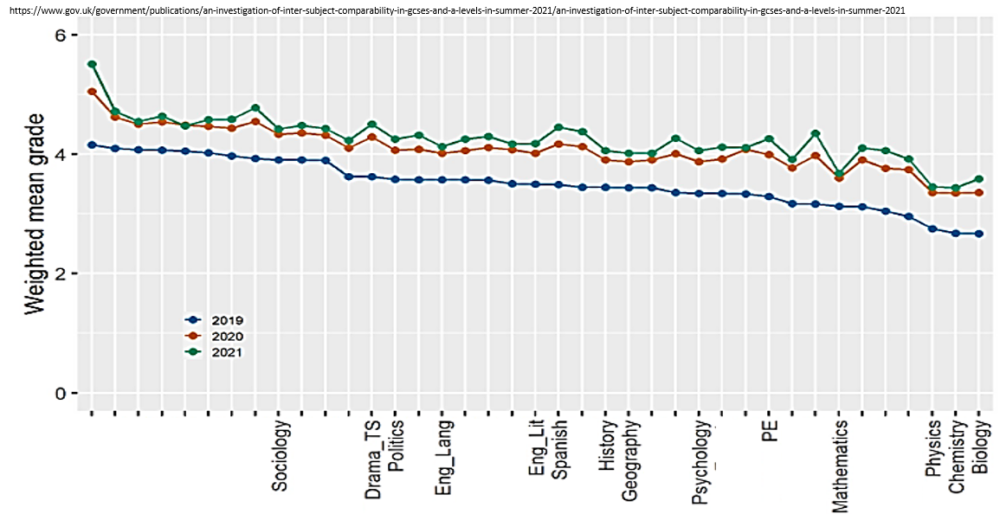 https://www.gov.uk/government/publications/an-investigation-of-inter-subject-comparability-in-gcses-and-a-levels-in-summer-2021/an-investigation-of-inter-subject-comparability-in-gcses-and-a-levels-in-summer-2021
6
4
2
0
Weighted mean grade
2019
2020
2021
Sociology
Drama_TS
Politics
Eng_Lang
Eng_Lit
Spanish
History
Geography
Psychology
PE
Mathematics
Physics
Chemistry
Biology